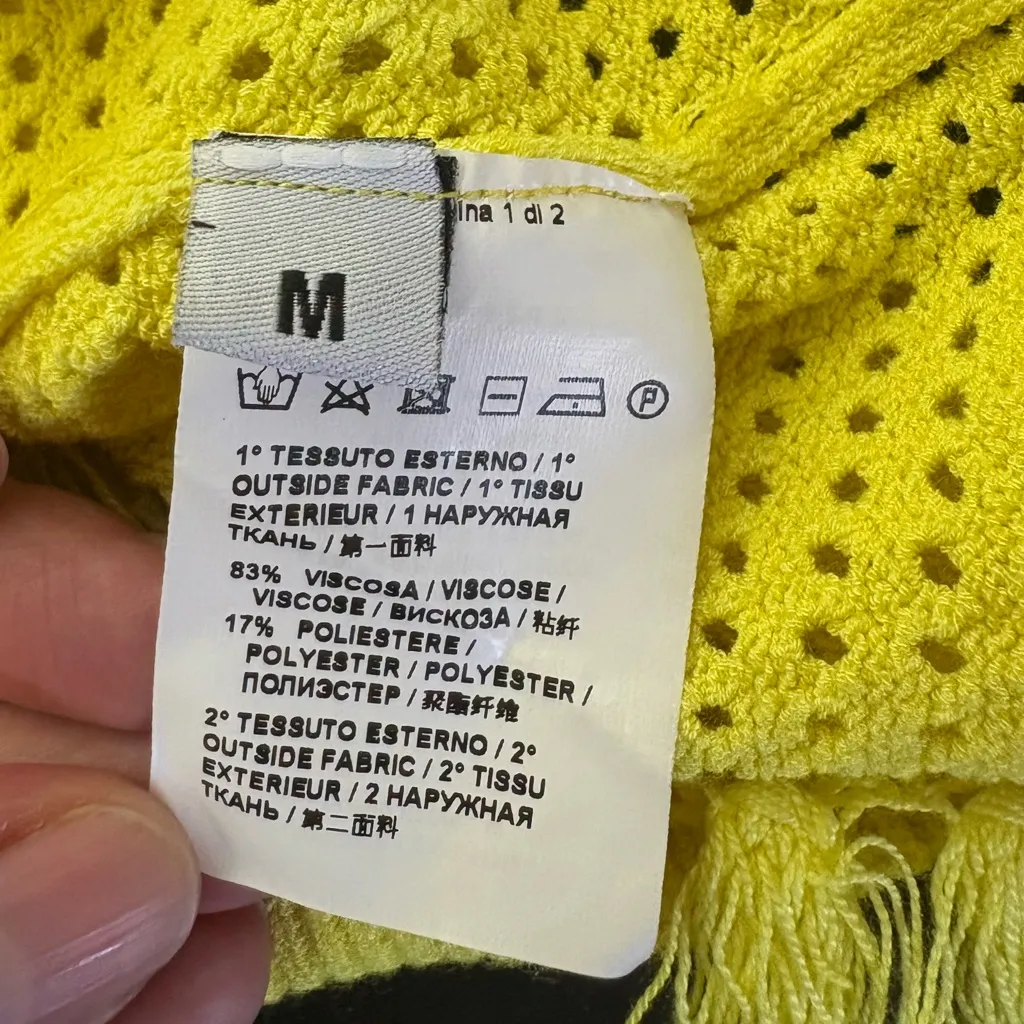 M
ina 1 di 2
P
1° TESSUTO ESTERNO / 1°
OUTSIDE FABRIC / 1° TISSU
EXTERIEUR / 1 НАРУЖНАЯ
ТКАНЬ / 第一面料
83% VISCOSA / VISCOSE /
VISCOSE / ВИСКОЗА / 粘纤
17% POLIESTERE /
POLYESTER / POLYESTER /
ПОЛИЭСТЕР / 聚酯纤维
2° TESSUTO ESTERNO / 2°
OUTSIDE FABRIC / 2° TISSU
EXTERIEUR / 2 НАРУЖНАЯ
ТКАНЬ / 第二面料